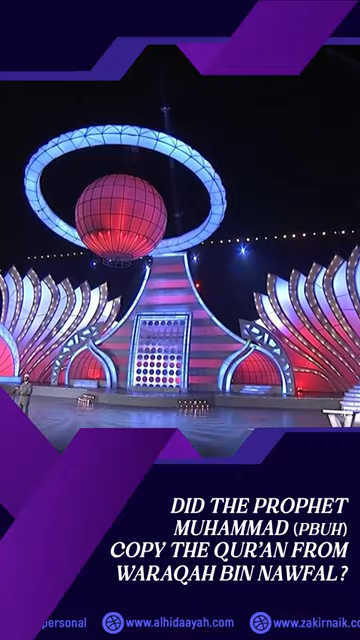 DID THE PROPHET
MUHAMMAD (PBUH)
COPY THE QUR'AN FROM
WARAQAH BIN NAWFAL?
personal www.alhidaayah.com www.zakirnaik.c